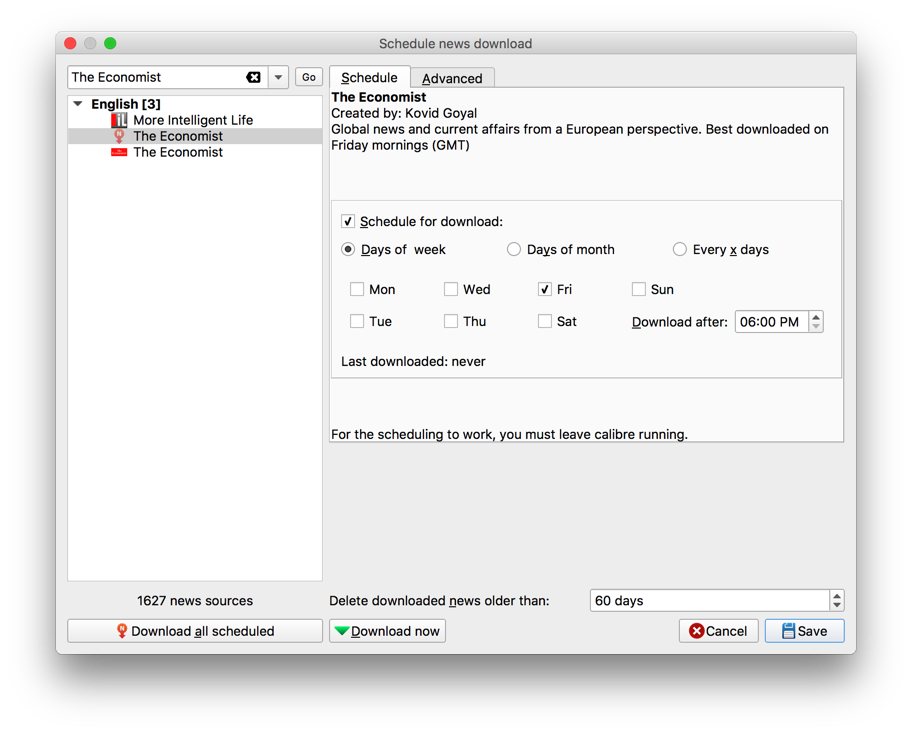 Schedule news download
The Economist
Go
English [3]
More Intelligent Life
The Economist
The Economist
1627 news sources
Download all scheduled
Schedule
Advanced
The Economist
Created by: Kovid Goyal
Global news and current affairs from a European perspective. Best downloaded on
Friday mornings (GMT)
Schedule for download:
Days of week
Days of month
Every x days
Mon
Wed
Fri
Sun
Tue
Thu
Sat
Download after: 06:00 PM
Last downloaded: never
For the scheduling to work, you must leave calibre running.
Delete downloaded news older than: 60 days
Download now
Cancel
Save